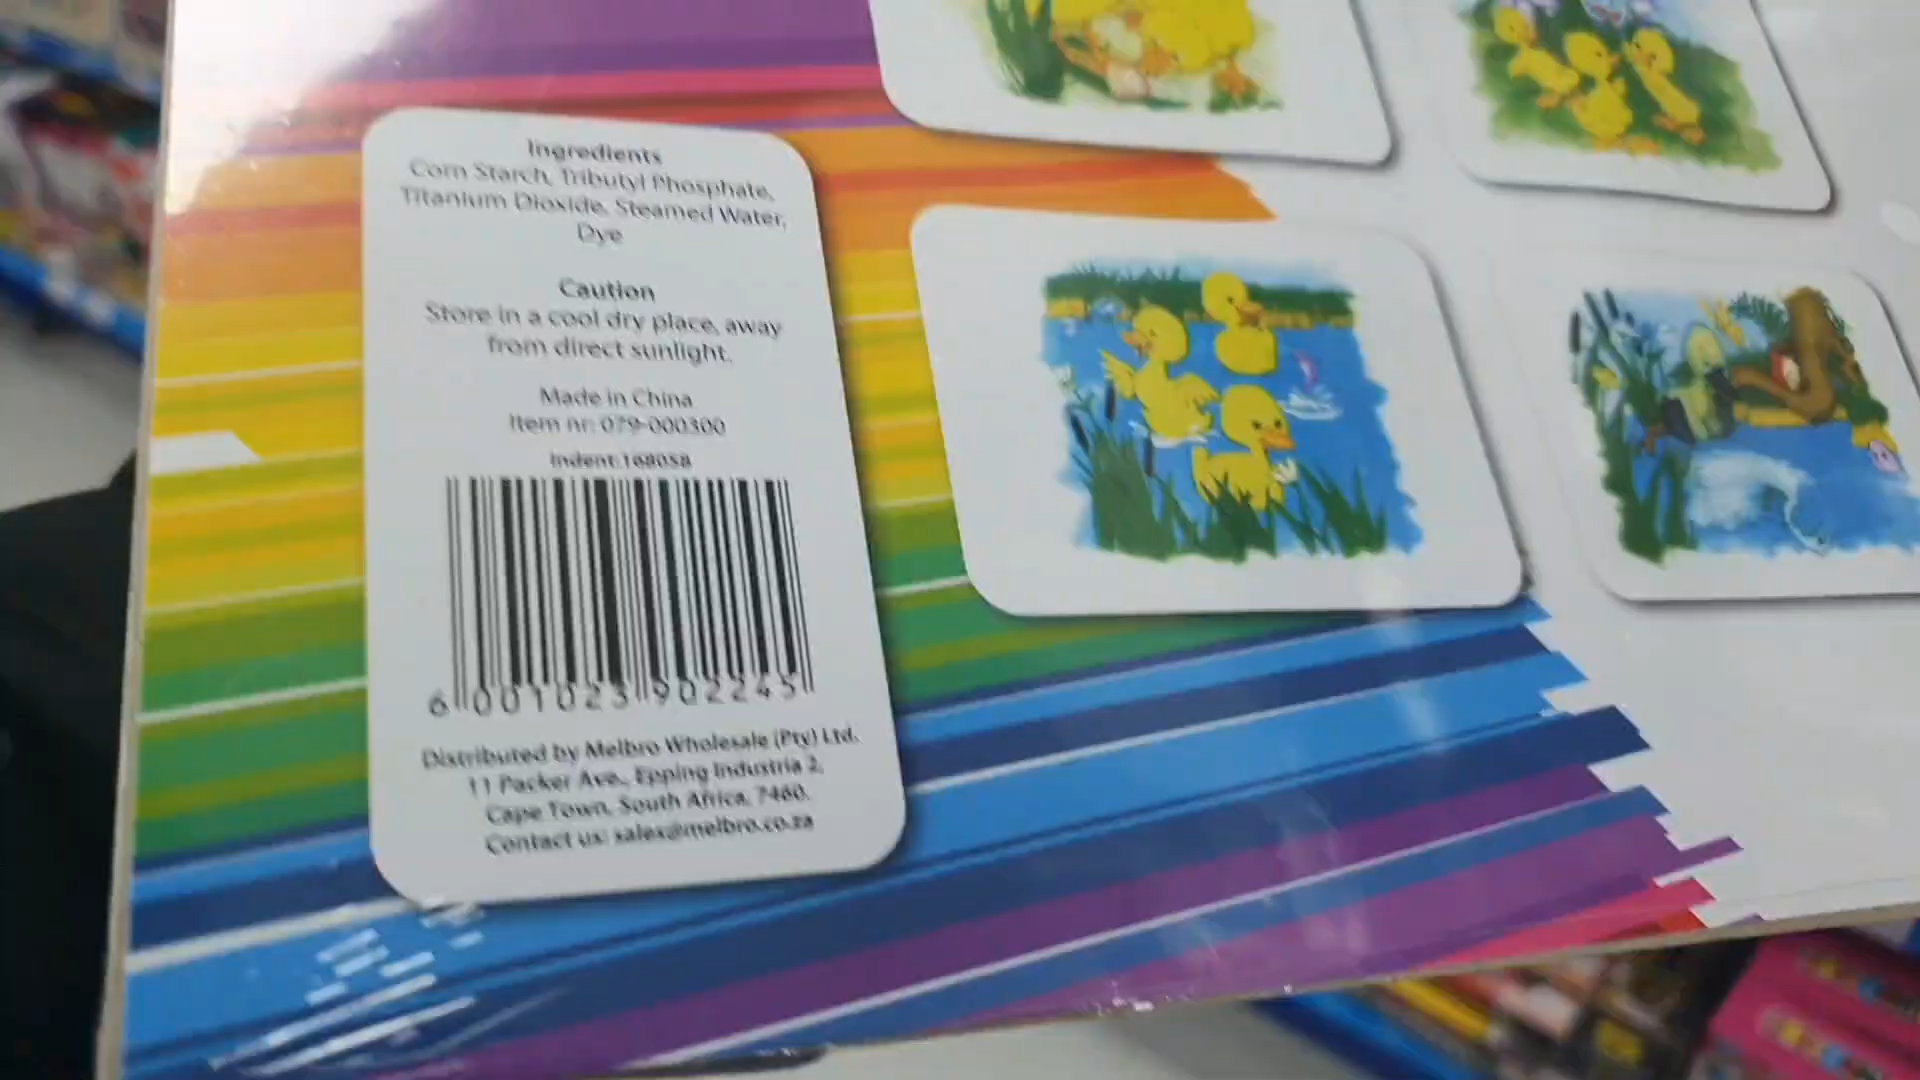 Ingredients
Corn Starch, Tributyl Phosphate,
Titanium Dioxide, Steamed Water,
Dye
Caution
Store in a cool dry place, away
from direct sunlight.
Made in China
Item nr: 079-000300
Indent:168058
6 001023 902245
Distributed by Melbro Wholesale (Pty) Ltd.
11 Packer Ave., Epping Industria 2,
Cape Town, South Africa, 7460.
Contact us: sales@melbro.co.za